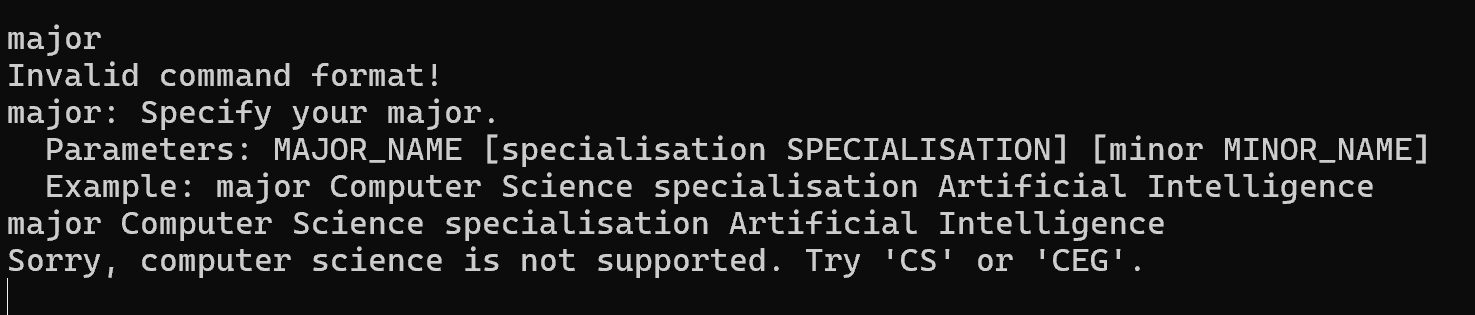 major
Invalid command format!
major: Specify your major.
  Parameters: MAJOR_NAME [specialisation SPECIALISATION] [minor MINOR_NAME]
  Example: major Computer Science specialisation Artificial Intelligence
major Computer Science specialisation Artificial Intelligence
Sorry, computer science is not supported. Try 'CS' or 'CEG'.